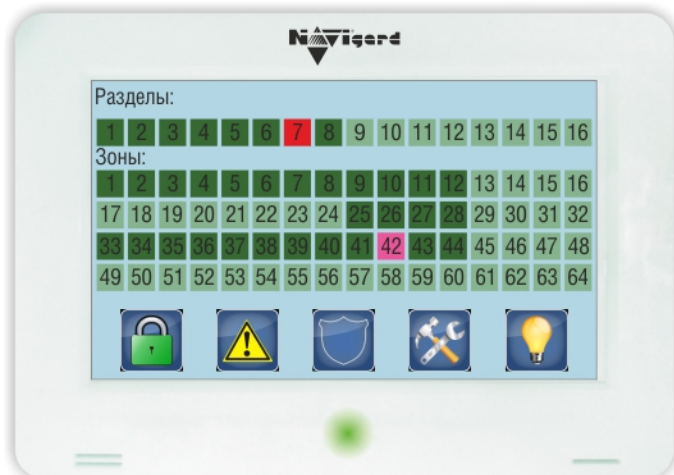 Navigard
Разделы:
1 2 3 4 5 6 7 8 9 10 11 12 13 14 15 16
Зоны:
1 2 3 4 5 6 7 8 9 10 11 12 13 14 15 16
17 18 19 20 21 22 23 24 25 26 27 28 29 30 31 32
33 34 35 36 37 38 39 40 41 42 43 44 45 46 47 48
49 50 51 52 53 54 55 56 57 58 59 60 61 62 63 64